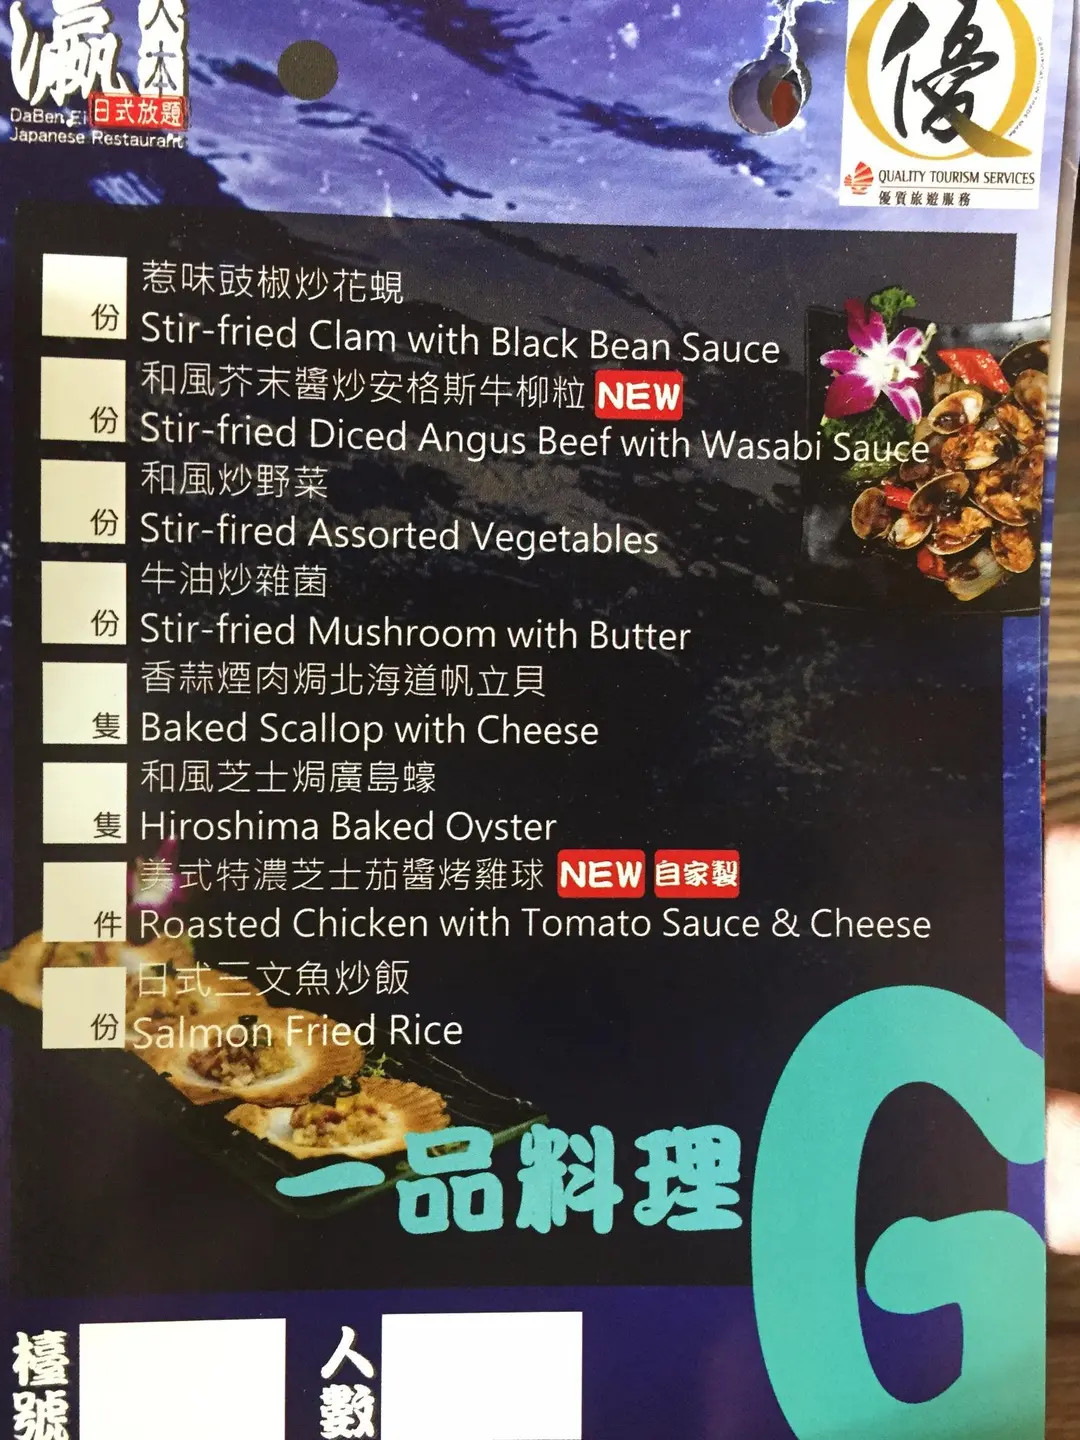 瀛
大本
日式放題
DaBen Ei
Japanese Restaurant
優
QUALITY TOURISM SERVICES
優質旅遊服務
惹味豉椒炒花蜆
份
Stir-fried Clam with Black Bean Sauce
和風芥末醬炒安格斯牛柳粒 NEW
份
Stir-fried Diced Angus Beef with Wasabi Sauce
和風炒野菜
份
Stir-fired Assorted Vegetables
牛油炒雜菌
份
Stir-fried Mushroom with Butter
香蒜煙肉焗北海道帆立貝
隻
Baked Scallop with Cheese
和風芝士焗廣島蠔
隻
Hiroshima Baked Oyster
美式特濃芝士茄醬烤雞球 NEW 自家製
件
Roasted Chicken with Tomato Sauce & Cheese
日式三文魚炒飯
份
Salmon Fried Rice
一品料理
G
檯號
人數